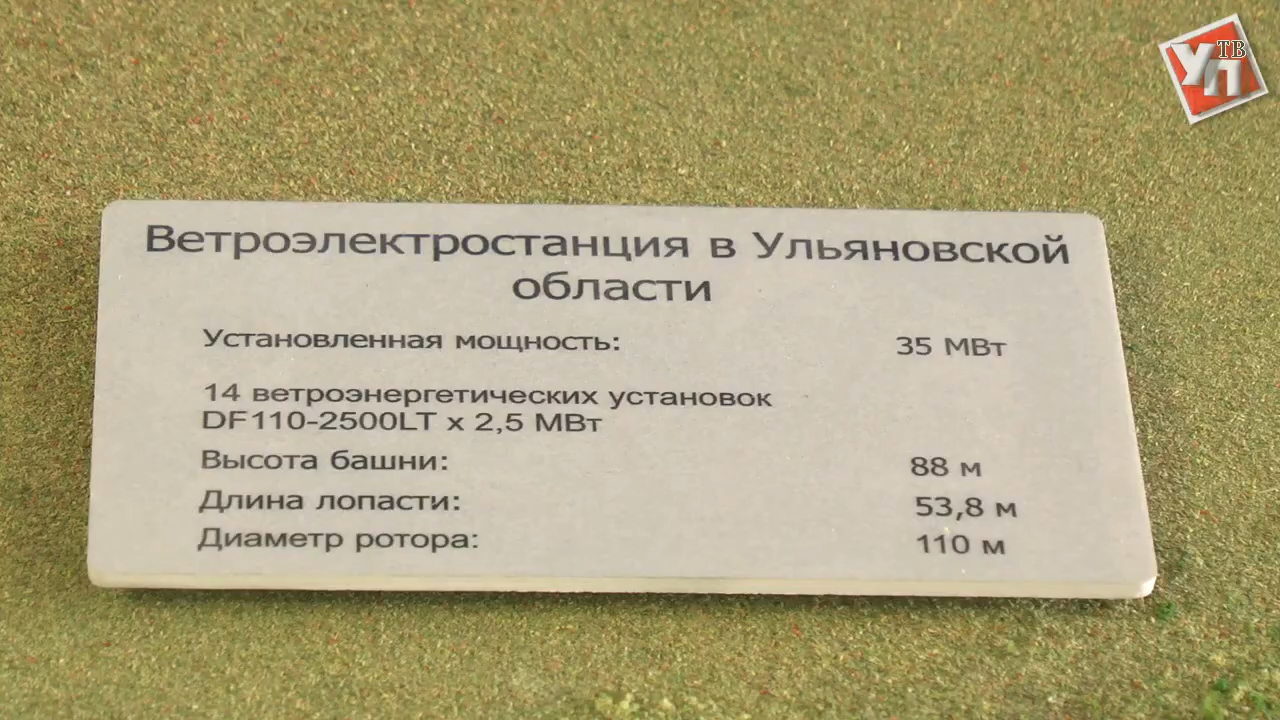 ТВ
УП
Ветроэлектростанция в Ульяновской
области
Установленная мощность: 35 МВт
14 ветроэнергетических установок
DF110-2500LT x 2,5 МВт
Высота башни: 88 м
Длина лопасти: 53,8 м
Диаметр ротора: 110 м